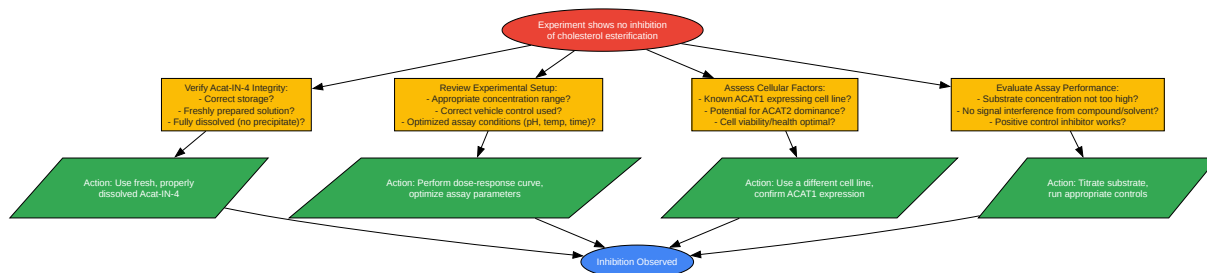 Experiment shows no inhibition
of cholesterol esterification
Verify Acat-IN-4 Integrity:
- Correct storage?
- Freshly prepared solution?
- Fully dissolved (no precipitate)?
Review Experimental Setup:
- Appropriate concentration range?
- Correct vehicle control used?
- Optimized assay conditions (pH, temp, time)?
Assess Cellular Factors:
- Known ACAT1 expressing cell line?
- Potential for ACAT2 dominance?
- Cell viability/health optimal?
Evaluate Assay Performance:
- Substrate concentration not too high?
- No signal interference from compound/solvent?
- Positive control inhibitor works?
Action: Use fresh, properly
dissolved Acat-IN-4
Action: Perform dose-response curve,
optimize assay parameters
Action: Use a different cell line,
confirm ACAT1 expression
Action: Titrate substrate,
run appropriate controls
Inhibition Observed